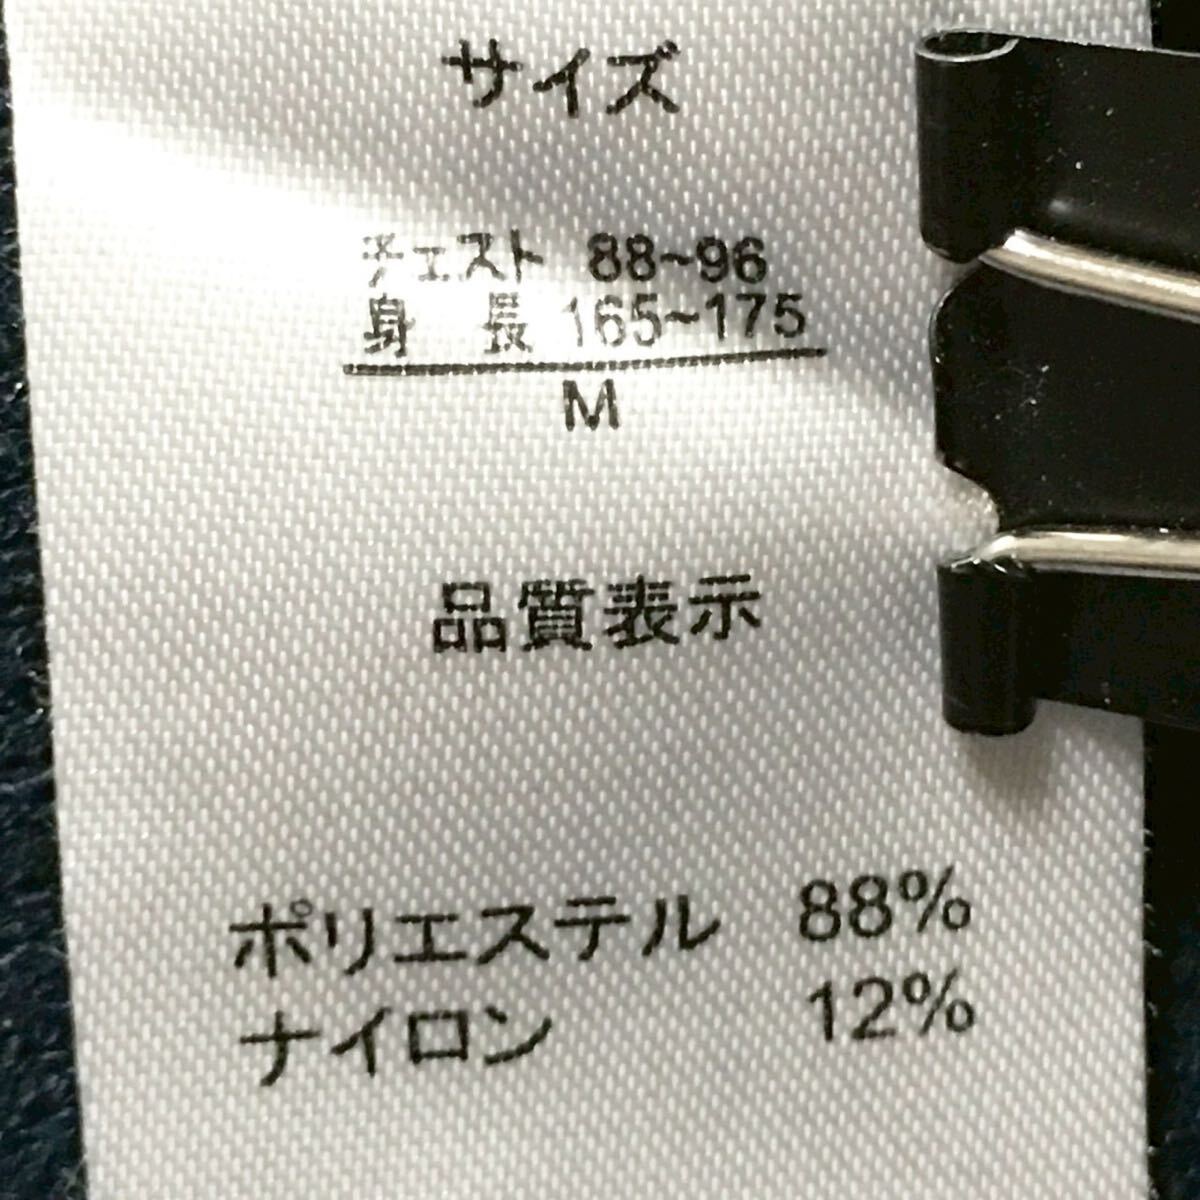 サイズ
チェスト 88~96
身 長 165~175
M
品質表示
ポリエステル 88%
ナイロン 12%